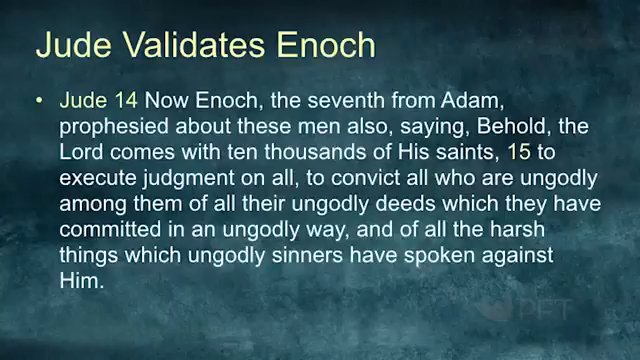 Jude Validates Enoch
• Jude 14 Now Enoch, the seventh from Adam,
prophesied about these men also, saying, Behold, the
Lord comes with ten thousands of His saints, 15 to
execute judgment on all, to convict all who are ungodly
among them of all their ungodly deeds which they have
committed in an ungodly way, and of all the harsh
things which ungodly sinners have spoken against
Him.
PFT